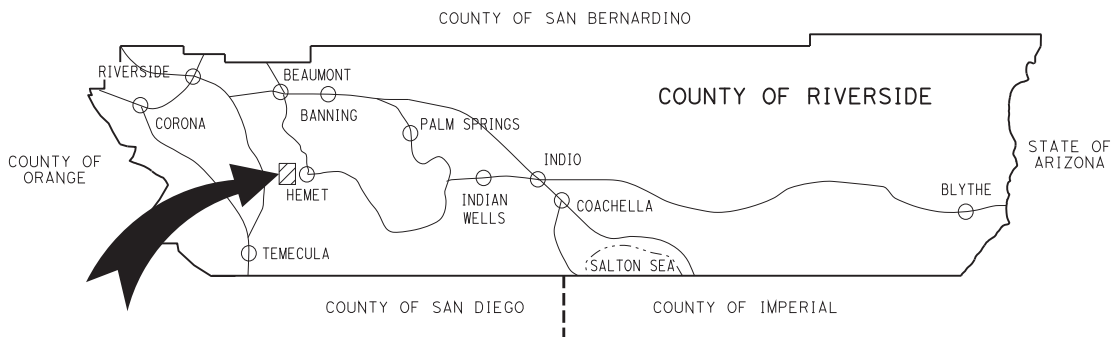 COUNTY OF SAN BERNARDINO
RIVERSIDE
BEAUMONT
BANNING
CORONA
COUNTY OF RIVERSIDE
PALM SPRINGS
COUNTY OF
ORANGE
STATE OF
ARIZONA
HEMET
INDIO
INDIAN
WELLS
COACHELLA
BLYTHE
TEMECULA
SALTON SEA
COUNTY OF SAN DIEGO
COUNTY OF IMPERIAL